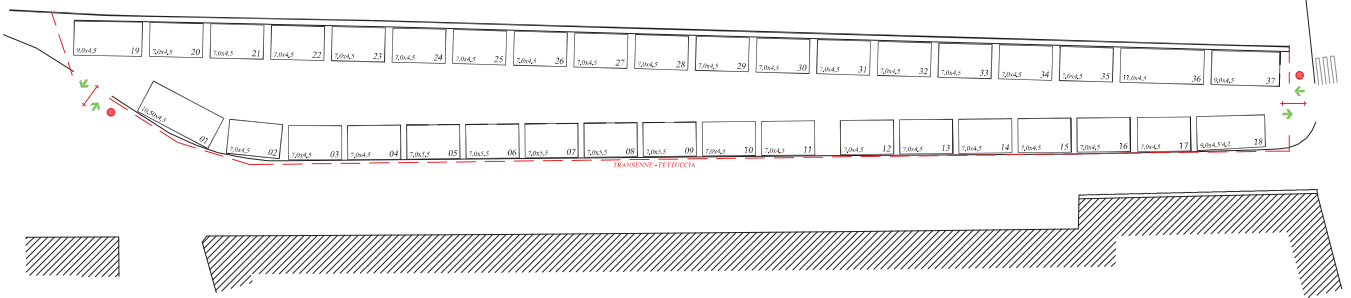 9,0x4,5 19
7,0x4,5 20
7,0x4,5 21
7,0x4,5 22
7,0x4,5 23
7,0x4,5 24
7,0x4,5 25
7,0x4,5 26
7,0x4,5 27
7,0x4,5 28
7,0x4,5 29
7,0x4,5 30
7,0x4,5 31
7,0x4,5 32
7,0x4,5 33
7,0x4,5 34
7,0x4,5 35
11,0x4,5 36
9,0x4,5 37
10,50x4,5 01
7,0x4,5 02
7,0x4,5 03
7,0x4,5 04
7,0x5,5 05
7,0x5,5 06
7,0x5,5 07
7,0x5,5 08
7,0x5,5 09
7,0x4,5 10
7,0x4,5 11
7,0x4,5 12
7,0x4,5 13
7,0x4,5 14
7,0x4,5 15
7,0x4,5 16
7,0x4,5 17
9,0x4,5/4,2 18
TRANSENNE - FETTUCCIA